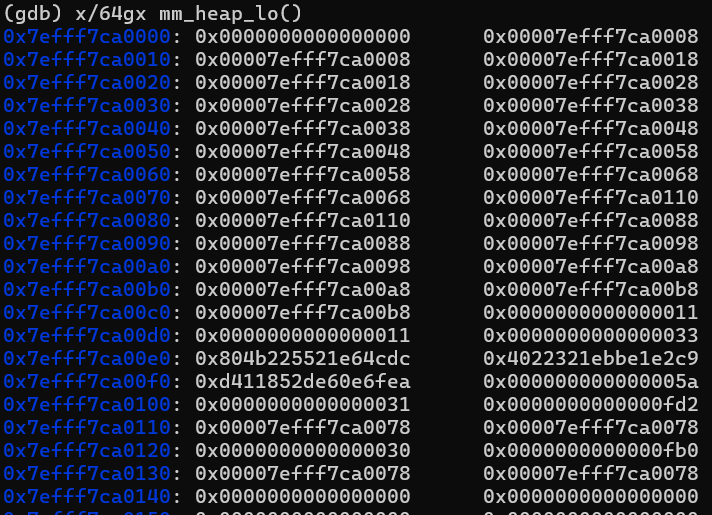 (gdb) x/64gx mm_heap_lo()
0x7efff7ca0000: 0x0000000000000000 0x00007efff7ca0008
0x7efff7ca0010: 0x00007efff7ca0008 0x00007efff7ca0018
0x7efff7ca0020: 0x00007efff7ca0018 0x00007efff7ca0028
0x7efff7ca0030: 0x00007efff7ca0028 0x00007efff7ca0038
0x7efff7ca0040: 0x00007efff7ca0038 0x00007efff7ca0048
0x7efff7ca0050: 0x00007efff7ca0048 0x00007efff7ca0058
0x7efff7ca0060: 0x00007efff7ca0058 0x00007efff7ca0068
0x7efff7ca0070: 0x00007efff7ca0068 0x00007efff7ca0110
0x7efff7ca0080: 0x00007efff7ca0110 0x00007efff7ca0088
0x7efff7ca0090: 0x00007efff7ca0088 0x00007efff7ca0098
0x7efff7ca00a0: 0x00007efff7ca0098 0x00007efff7ca00a8
0x7efff7ca00b0: 0x00007efff7ca00a8 0x00007efff7ca00b8
0x7efff7ca00c0: 0x00007efff7ca00b8 0x0000000000000011
0x7efff7ca00d0: 0x0000000000000011 0x0000000000000033
0x7efff7ca00e0: 0x804b225521e64cdc 0x4022321ebbe1e2c9
0x7efff7ca00f0: 0xd411852de60e6fea 0x000000000000005a
0x7efff7ca0100: 0x0000000000000031 0x0000000000000fd2
0x7efff7ca0110: 0x00007efff7ca0078 0x00007efff7ca0078
0x7efff7ca0120: 0x0000000000000030 0x0000000000000fb0
0x7efff7ca0130: 0x00007efff7ca0078 0x00007efff7ca0078
0x7efff7ca0140: 0x0000000000000000 0x0000000000000000